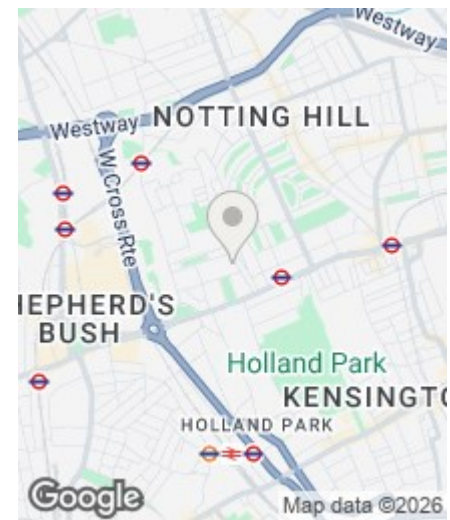 Westway
Westway
NOTTING HILL
W Cross Rte
HEPHERD'S
BUSH
Holland Park
KENSINGTO
HOLLAND PARK
Google
Map data ©2026